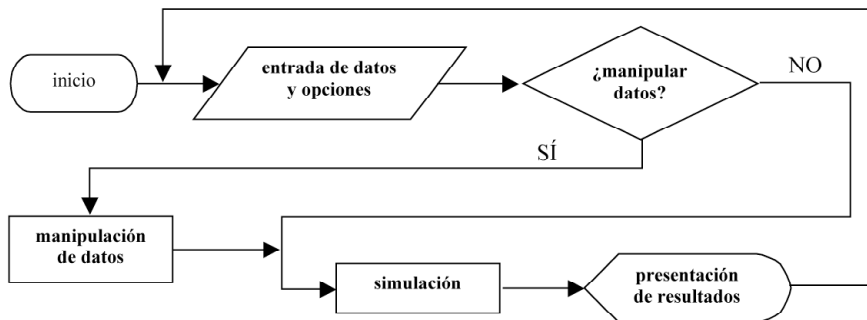 inicio
entrada de datos
y opciones
¿manipular
datos?
NO
SÍ
manipulación
de datos
simulación
presentación
de resultados